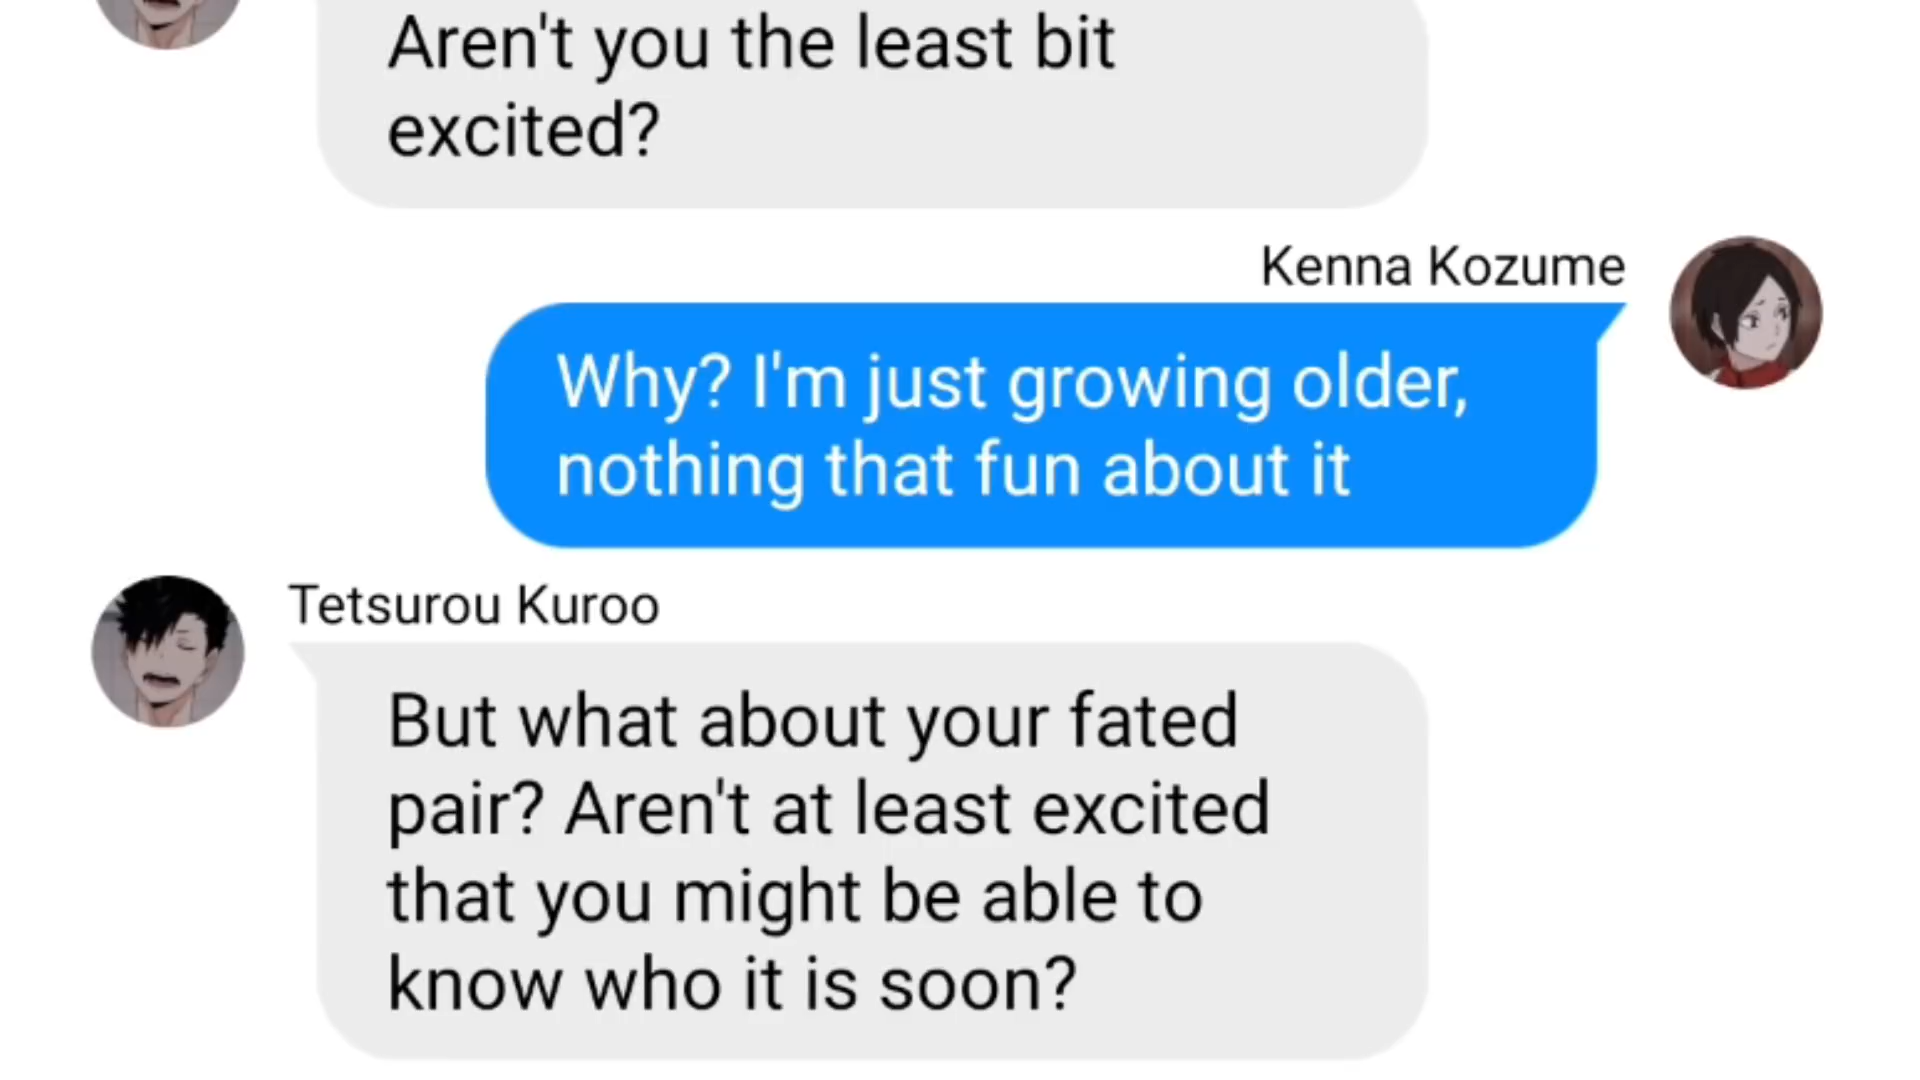 Aren't you the least bit
excited?
Kenna Kozume
Why? I'm just growing older,
nothing that fun about it
Tetsurou Kuroo
But what about your fated
pair? Aren't at least excited
that you might be able to
know who it is soon?